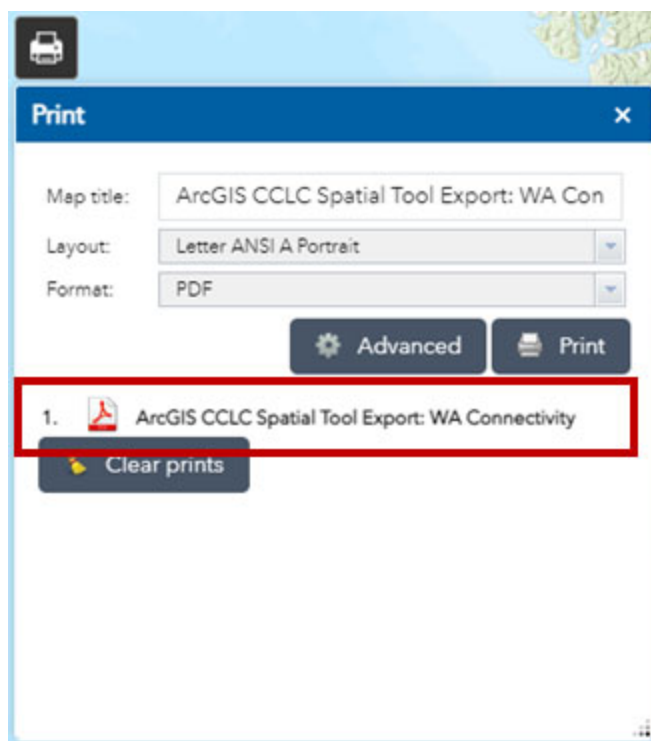 Print ×
Map title: ArcGIS CCLC Spatial Tool Export: WA Con
Layout: Letter ANSI A Portrait
Format: PDF
Advanced Print
1. ArcGIS CCLC Spatial Tool Export: WA Connectivity
Clear prints